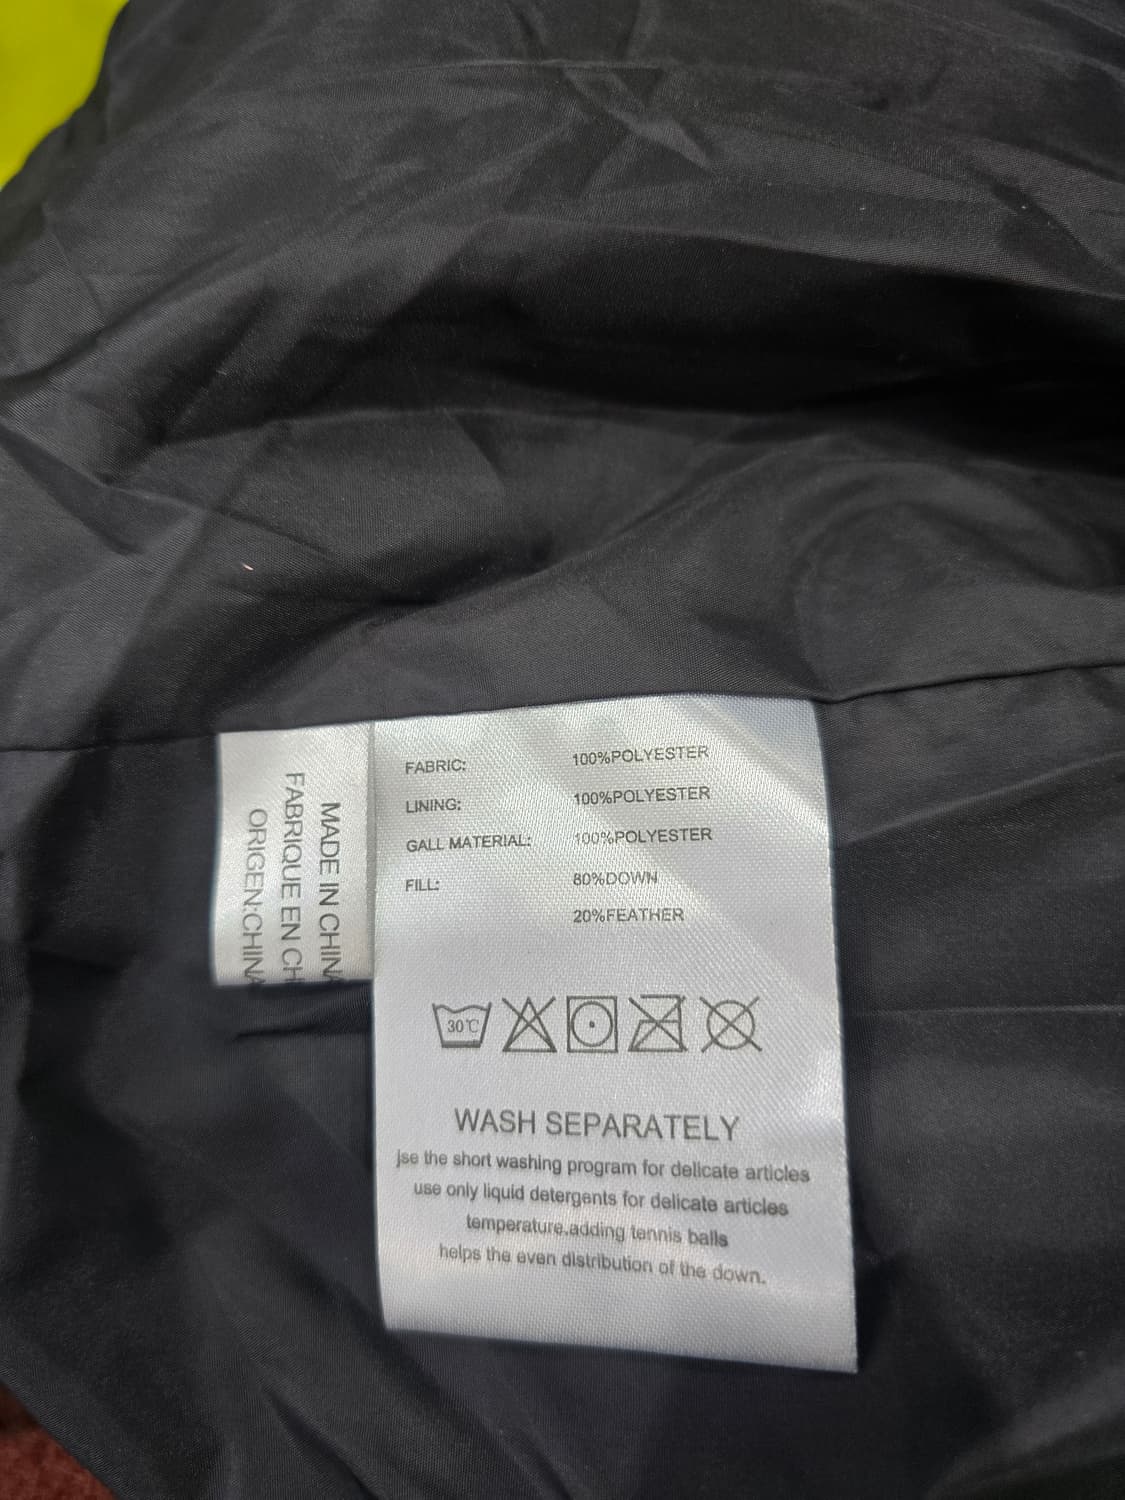 MADE IN CHINA
FABRIQUE EN CH
ORIGEN:CHINA
FABRIC: 100%POLYESTER
LINING: 100%POLYESTER
GALL MATERIAL: 100%POLYESTER
FILL: 80%DOWN
20%FEATHER
30℃
WASH SEPARATELY
jse the short washing program for delicate articles
use only liquid detergents for delicate articles
temperature.adding tennis balls
helps the even distribution of the down.